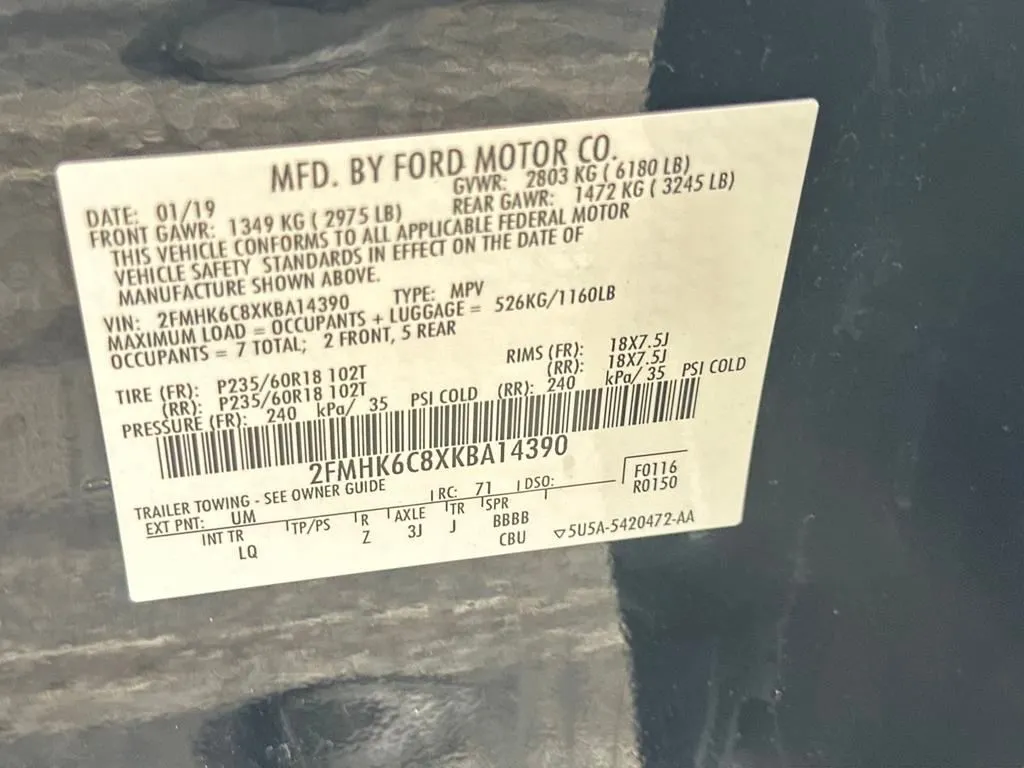 MFD. BY FORD MOTOR CO.
DATE: 01/19 GVWR: 2803 KG ( 6180 LB)
FRONT GAWR: 1349 KG ( 2975 LB) REAR GAWR: 1472 KG ( 3245 LB)
THIS VEHICLE CONFORMS TO ALL APPLICABLE FEDERAL MOTOR
VEHICLE SAFETY STANDARDS IN EFFECT ON THE DATE OF
MANUFACTURE SHOWN ABOVE.
VIN: 2FMHK6C8XKBA14390 TYPE: MPV
MAXIMUM LOAD = OCCUPANTS + LUGGAGE = 526KG/1160LB
OCCUPANTS = 7 TOTAL; 2 FRONT, 5 REAR
TIRE (FR): P235/60R18 102T RIMS (FR): 18X7.5J
(RR): P235/60R18 102T (RR): 18X7.5J
PRESSURE (FR): 240 kPa/ 35 PSI COLD (RR): 240 kPa/ 35 PSI COLD
2FMHK6C8XKBA14390
TRAILER TOWING - SEE OWNER GUIDE
F0116
R0150
EXT PNT: UM RC: 71 DSO:
INT TR TP/PS R AXLE TR SPR
LQ Z 3J J BBBB
CBU ▽5U5A-5420472-AA